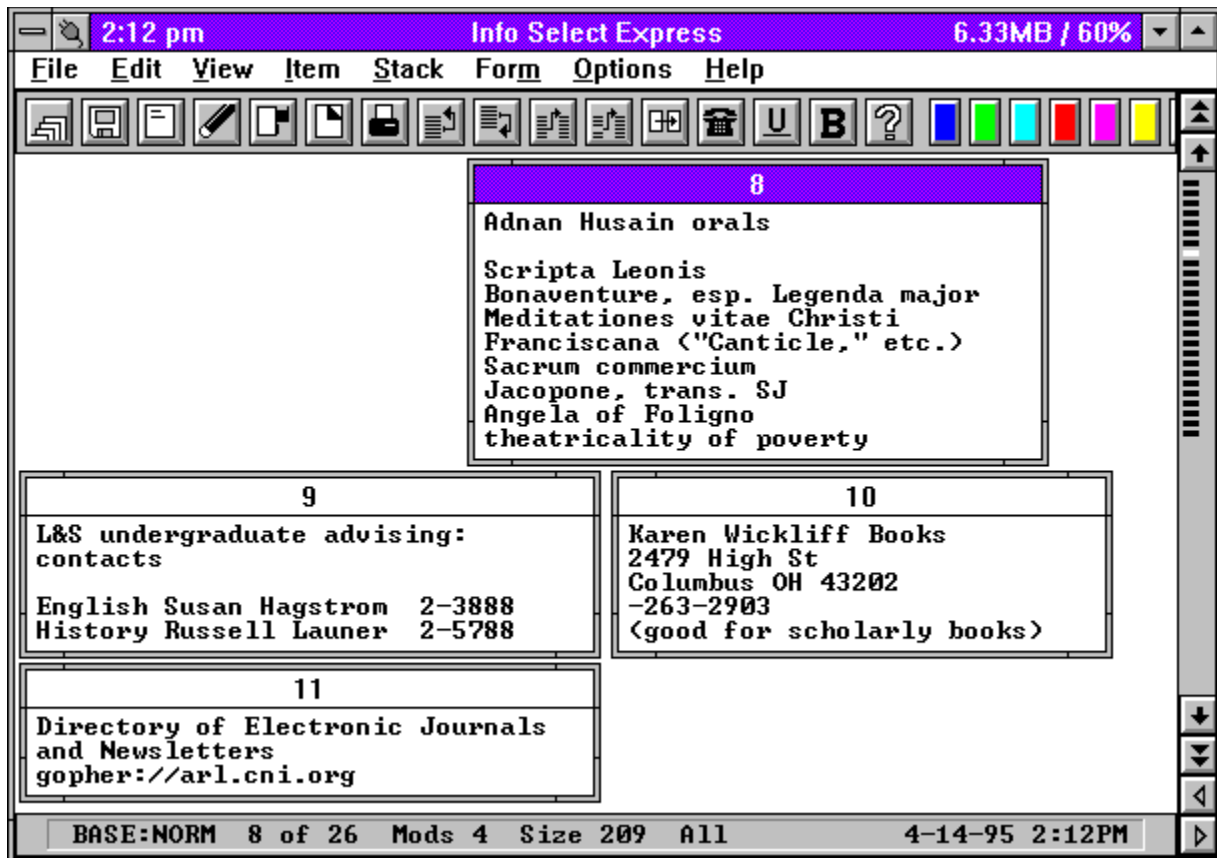 2:12 pm Info Select Express 6.33MB / 60%
File Edit View Item Stack Form Options Help
U B ?
8
Adnan Husain orals
Scripta Leonis
Bonaventure, esp. Legenda major
Meditationes vitae Christi
Franciscana ("Canticle," etc.)
Sacrum commercium
Jacopone, trans. SJ
Angela of Foligno
theatricality of poverty
9
L&S undergraduate advising:
contacts
English Susan Hagstrom 2-3888
History Russell Launer 2-5788
10
Karen Wickliff Books
2479 High St
Columbus OH 43202
-263-2903
(good for scholarly books)
11
Directory of Electronic Journals
and Newsletters
gopher://arl.cni.org
BASE:NORM 8 of 26 Mods 4 Size 209 All 4-14-95 2:12PM